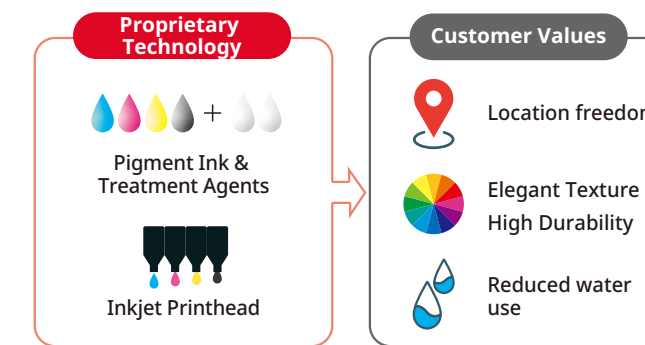 Proprietary
Technology
Pigment Ink &
Treatment Agents
Inkjet Printhead
Customer Values
Location
Elegant Texture
High Durability
Reduced water
use